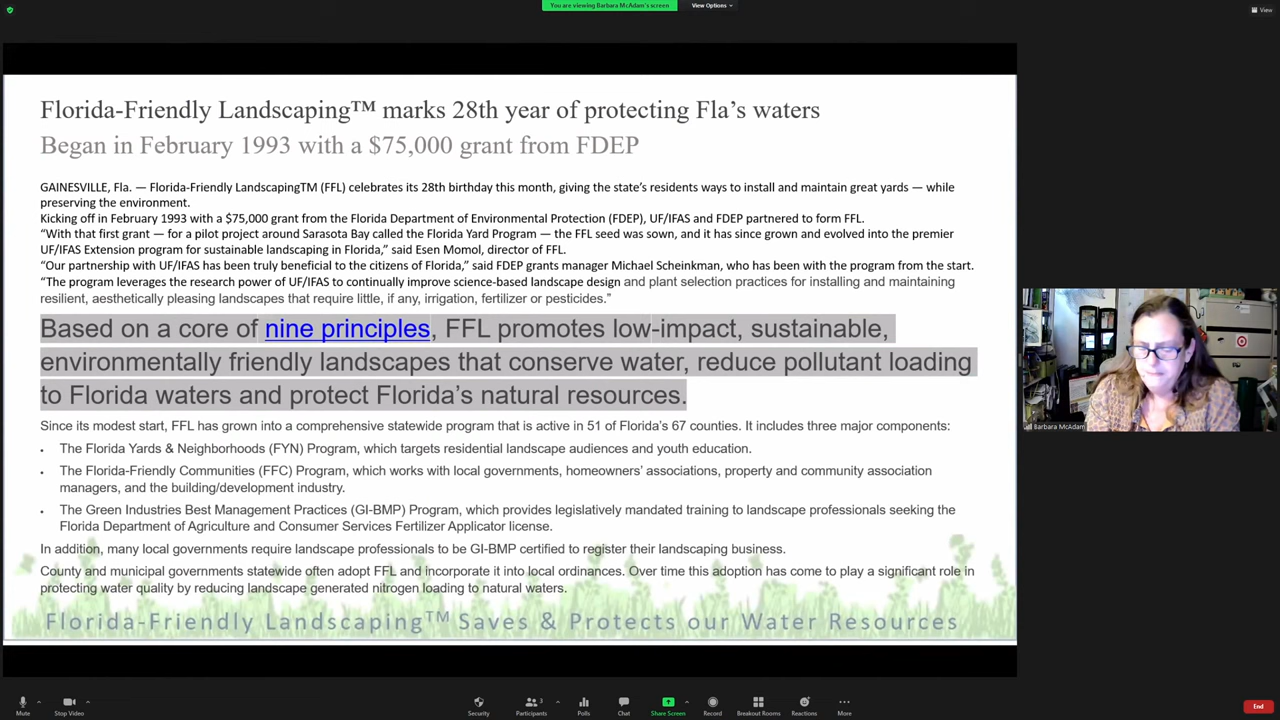 You are viewing Barbara McAdam's screen
View Options
View
Florida-Friendly Landscaping™ marks 28th year of protecting Fla’s waters
Began in February 1993 with a $75,000 grant from FDEP
GAINESVILLE, Fla. — Florida-Friendly LandscapingTM (FFL) celebrates its 28th birthday this month, giving the state’s residents ways to install and maintain great yards — while
preserving the environment.
Kicking off in February 1993 with a $75,000 grant from the Florida Department of Environmental Protection (FDEP), UF/IFAS and FDEP partnered to form FFL.
“With that first grant — for a pilot project around Sarasota Bay called the Florida Yard Program — the FFL seed was sown, and it has since grown and evolved into the premier
UF/IFAS Extension program for sustainable landscaping in Florida,” said Esen Momol, director of FFL.
“Our partnership with UF/IFAS has been truly beneficial to the citizens of Florida,” said FDEP grants manager Michael Scheinkman, who has been with the program from the start.
“The program leverages the research power of UF/IFAS to continually improve science-based landscape design and plant selection practices for installing and maintaining
resilient, aesthetically pleasing landscapes that require little, if any, irrigation, fertilizer or pesticides.”
Based on a core of nine principles, FFL promotes low-impact, sustainable,
environmentally friendly landscapes that conserve water, reduce pollutant loading
to Florida waters and protect Florida’s natural resources.
Since its modest start, FFL has grown into a comprehensive statewide program that is active in 51 of Florida’s 67 counties. It includes three major components:
• The Florida Yards & Neighborhoods (FYN) Program, which targets residential landscape audiences and youth education.
• The Florida-Friendly Communities (FFC) Program, which works with local governments, homeowners’ associations, property and community association
managers, and the building/development industry.
• The Green Industries Best Management Practices (GI-BMP) Program, which provides legislatively mandated training to landscape professionals seeking the
Florida Department of Agriculture and Consumer Services Fertilizer Applicator license.
In addition, many local governments require landscape professionals to be GI-BMP certified to register their landscaping business.
County and municipal governments statewide often adopt FFL and incorporate it into local ordinances. Over time this adoption has come to play a significant role in
protecting water quality by reducing landscape generated nitrogen loading to natural waters.
Florida-Friendly Landscaping™ Saves & Protects our Water Resources
Barbara McAdam
Mute
Stop Video
Security
Participants
3
Polls
Chat
Share Screen
Record
Breakout Rooms
Reactions
More
End